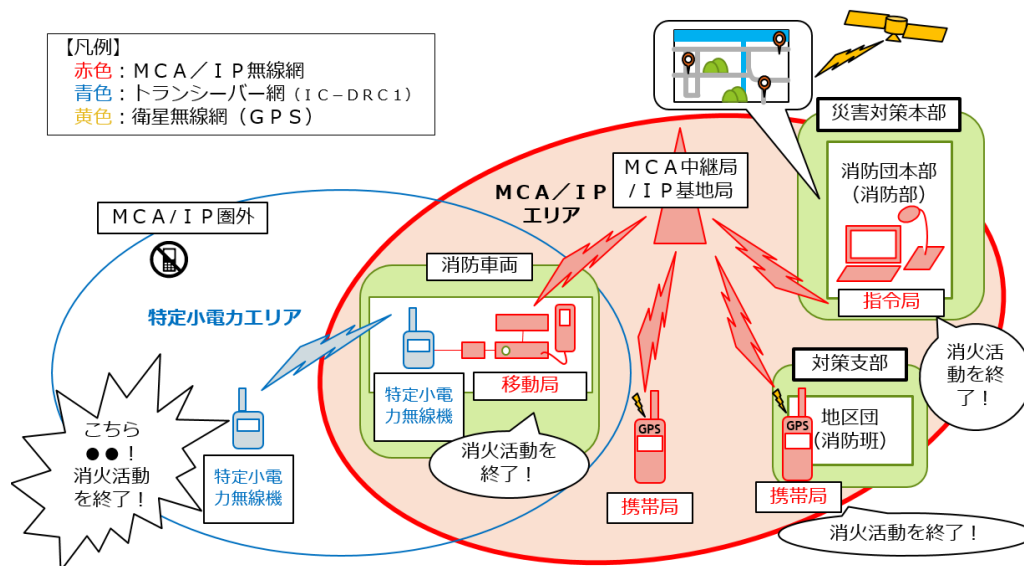 【凡例】
赤色：ＭＣＡ／ＩＰ無線網
青色：トランシーバー網（ＩＣ−ＤＲＣ１）
黄色：衛星無線網（ＧＰＳ）
災害対策本部
消防団本部
（消防部）
指令局
ＭＣＡ中継局
/ＩＰ基地局
ＭＣＡ／ＩＰ
エリア
ＭＣＡ/ＩＰ圏外
消防車両
特定小電力エリア
特定小電
力無線機
移動局
消火活動を
終了！
こちら
●●！
消火活動
を終了！
特定小電
力無線機
GPS
携帯局
対策支部
地区団
（消防班）
GPS
携帯局
消火活
動を終
了！
消火活動を終了！